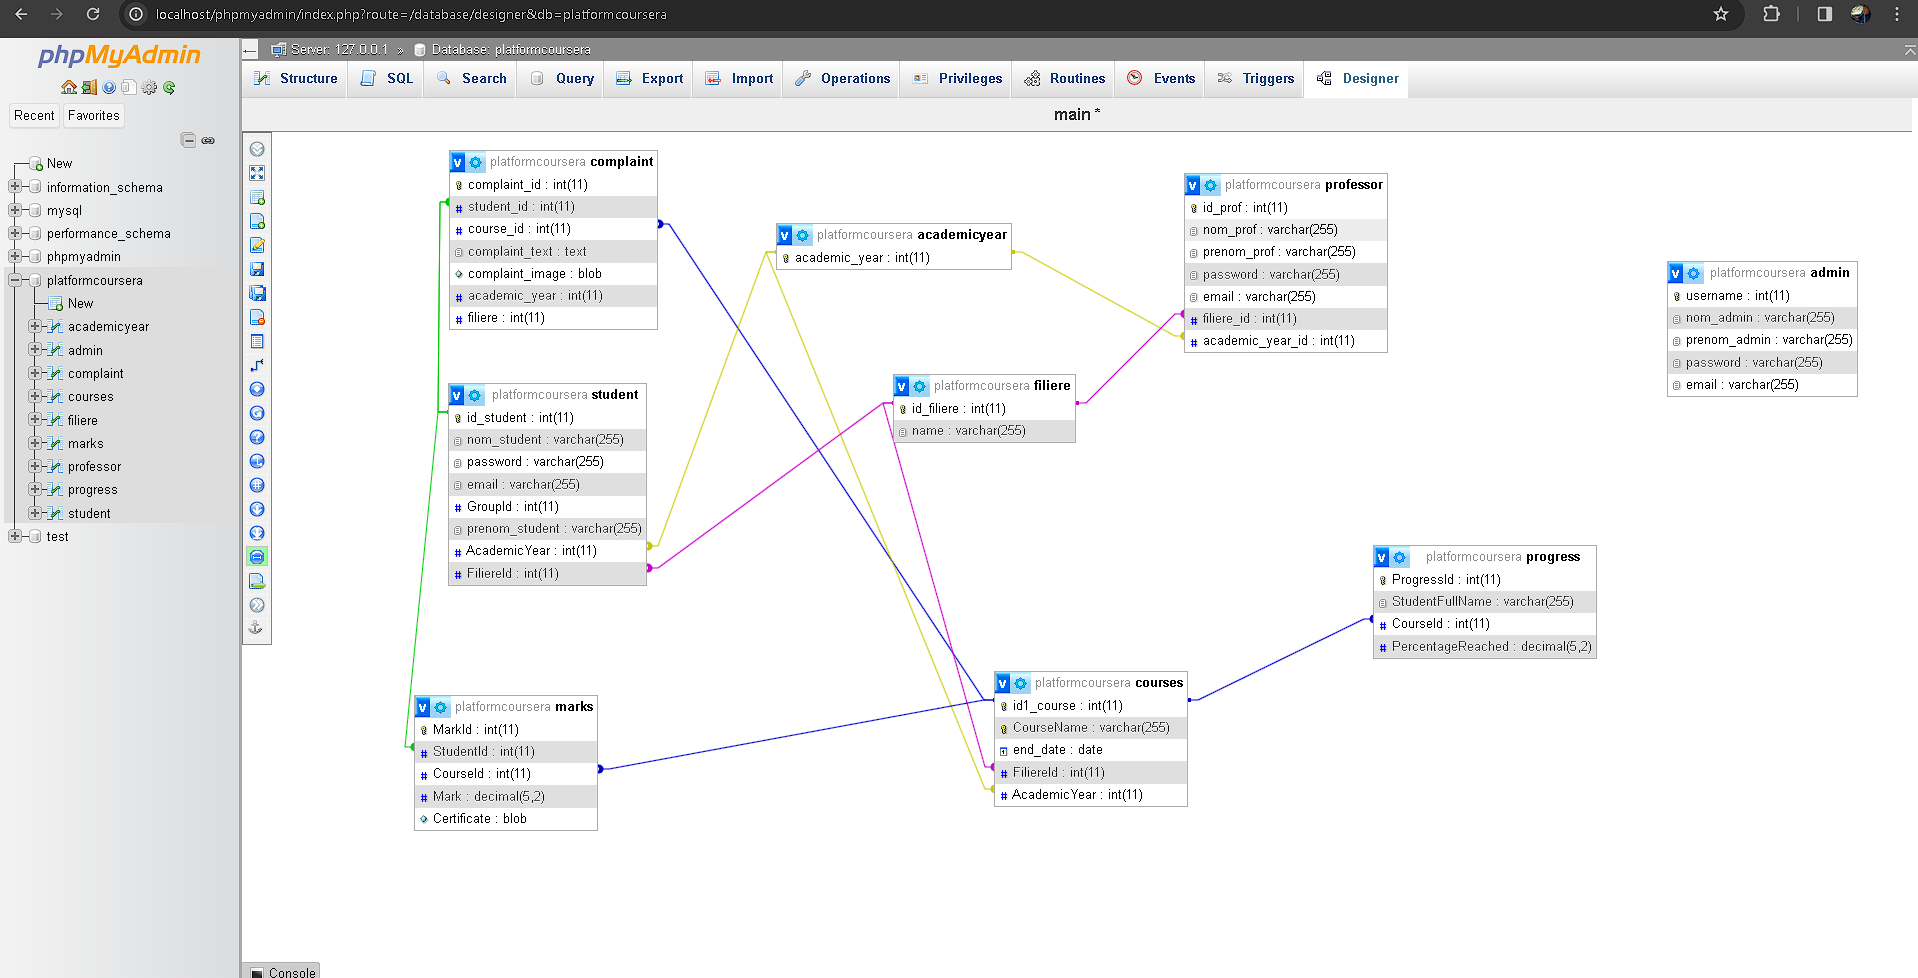 localhost/phpmyadmin/index.php?route=/database/designer&db=platformcoursera
phpMyAdmin
Recent Favorites
New
information_schema
mysql
performance_schema
phpmyadmin
platformcoursera
New
academicyear
admin
complaint
courses
filiere
marks
professor
progress
student
test
Server: 127.0.0.1 » Database: platformcoursera
Structure SQL Search Query Export Import Operations Privileges Routines Events Triggers Designer
main *
v platformcoursera complaint
complaint_id : int(11)
# student_id : int(11)
# course_id : int(11)
complaint_text : text
complaint_image : blob
# academic_year : int(11)
# filiere : int(11)
v platformcoursera academicyear
academic_year : int(11)
v platformcoursera professor
id_prof : int(11)
nom_prof : varchar(255)
prenom_prof : varchar(255)
password : varchar(255)
email : varchar(255)
# filiere_id : int(11)
# academic_year_id : int(11)
v platformcoursera admin
username : int(11)
nom_admin : varchar(255)
prenom_admin : varchar(255)
password : varchar(255)
email : varchar(255)
v platformcoursera student
id_student : int(11)
nom_student : varchar(255)
password : varchar(255)
email : varchar(255)
# GroupId : int(11)
prenom_student : varchar(255)
# AcademicYear : int(11)
# FiliereId : int(11)
v platformcoursera filiere
id_filiere : int(11)
name : varchar(255)
v platformcoursera progress
ProgressId : int(11)
StudentFullName : varchar(255)
# CourseId : int(11)
# PercentageReached : decimal(5,2)
v platformcoursera marks
MarkId : int(11)
# StudentId : int(11)
# CourseId : int(11)
# Mark : decimal(5,2)
Certificate : blob
v platformcoursera courses
id1_course : int(11)
CourseName : varchar(255)
end_date : date
# FiliereId : int(11)
# AcademicYear : int(11)
Console